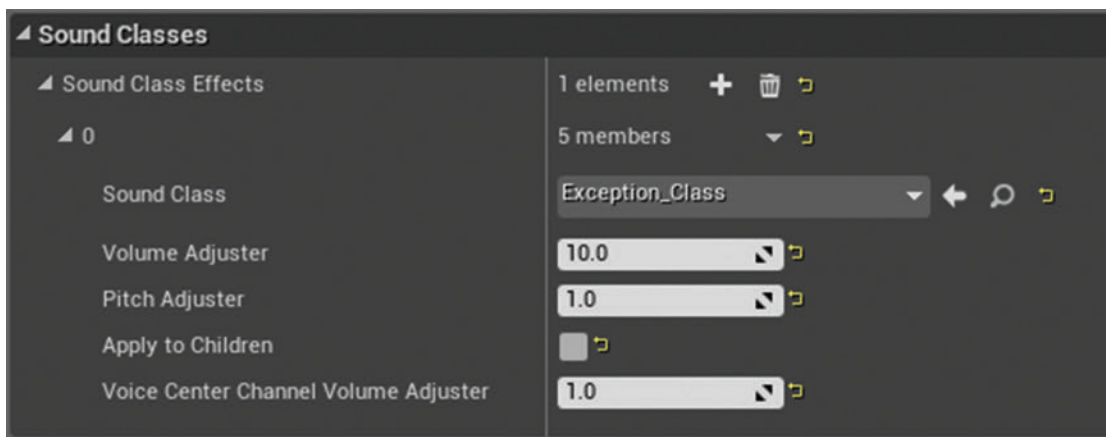 Sound Classes
Sound Class Effects 1 elements
0 5 members
Sound Class Exception_Class
Volume Adjuster 10.0
Pitch Adjuster 1.0
Apply to Children
Voice Center Channel Volume Adjuster 1.0